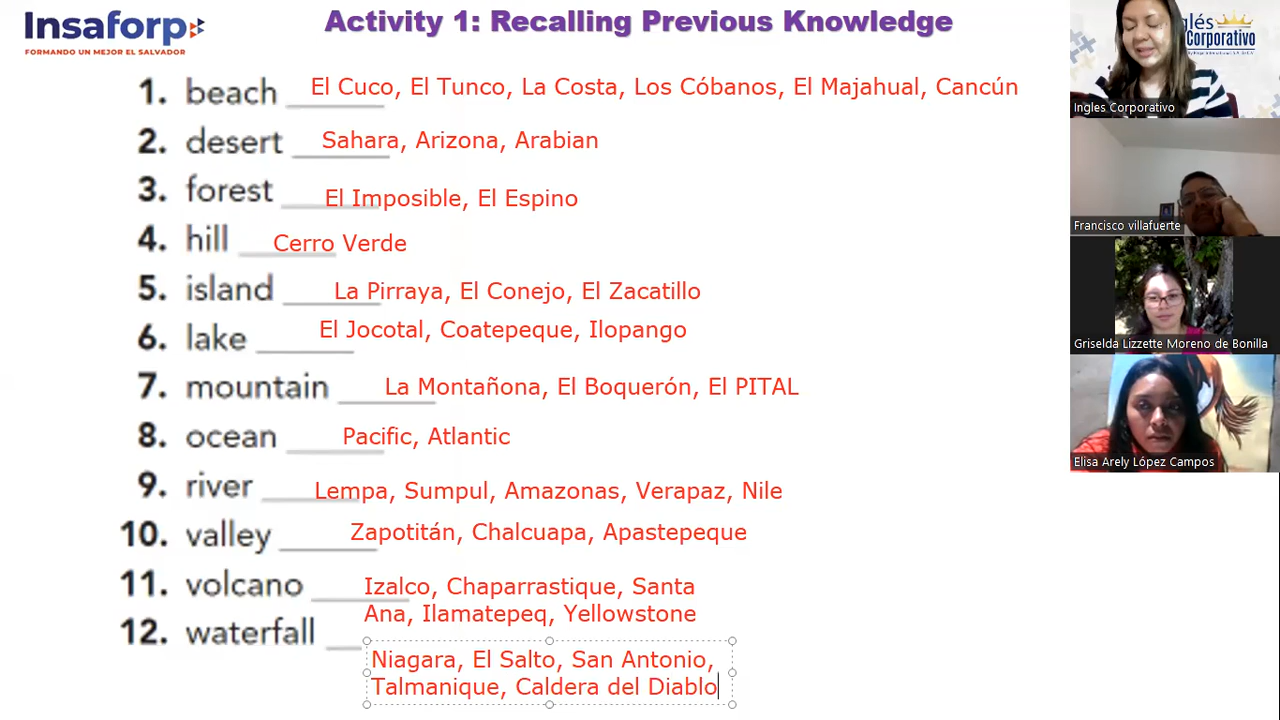 Insaforp
FORMANDO UN MEJOR EL SALVADOR
Activity 1: Recalling Previous Knowledge
1. beach El Cuco, El Tunco, La Costa, Los Cóbanos, El Majahual, Cancún
2. desert Sahara, Arizona, Arabian
3. forest El Imposible, El Espino
4. hill Cerro Verde
5. island La Pirraya, El Conejo, El Zacatillo
6. lake El Jocotal, Coatepeque, Ilopango
7. mountain La Montañona, El Boquerón, El PITAL
8. ocean Pacific, Atlantic
9. river Lempa, Sumpul, Amazonas, Verapaz, Nile
10. valley Zapotitán, Chalcuapa, Apastepeque
11. volcano Izalco, Chaparrastique, Santa
Ana, Ilamatepeq, Yellowstone
12. waterfall
Niagara, El Salto, San Antonio,
Talmanique, Caldera del Diablo
Corporativo
Ingles Corporativo
Francisco villafuerte
Griselda Lizzette Moreno de Bonilla
Elisa Arely López Campos